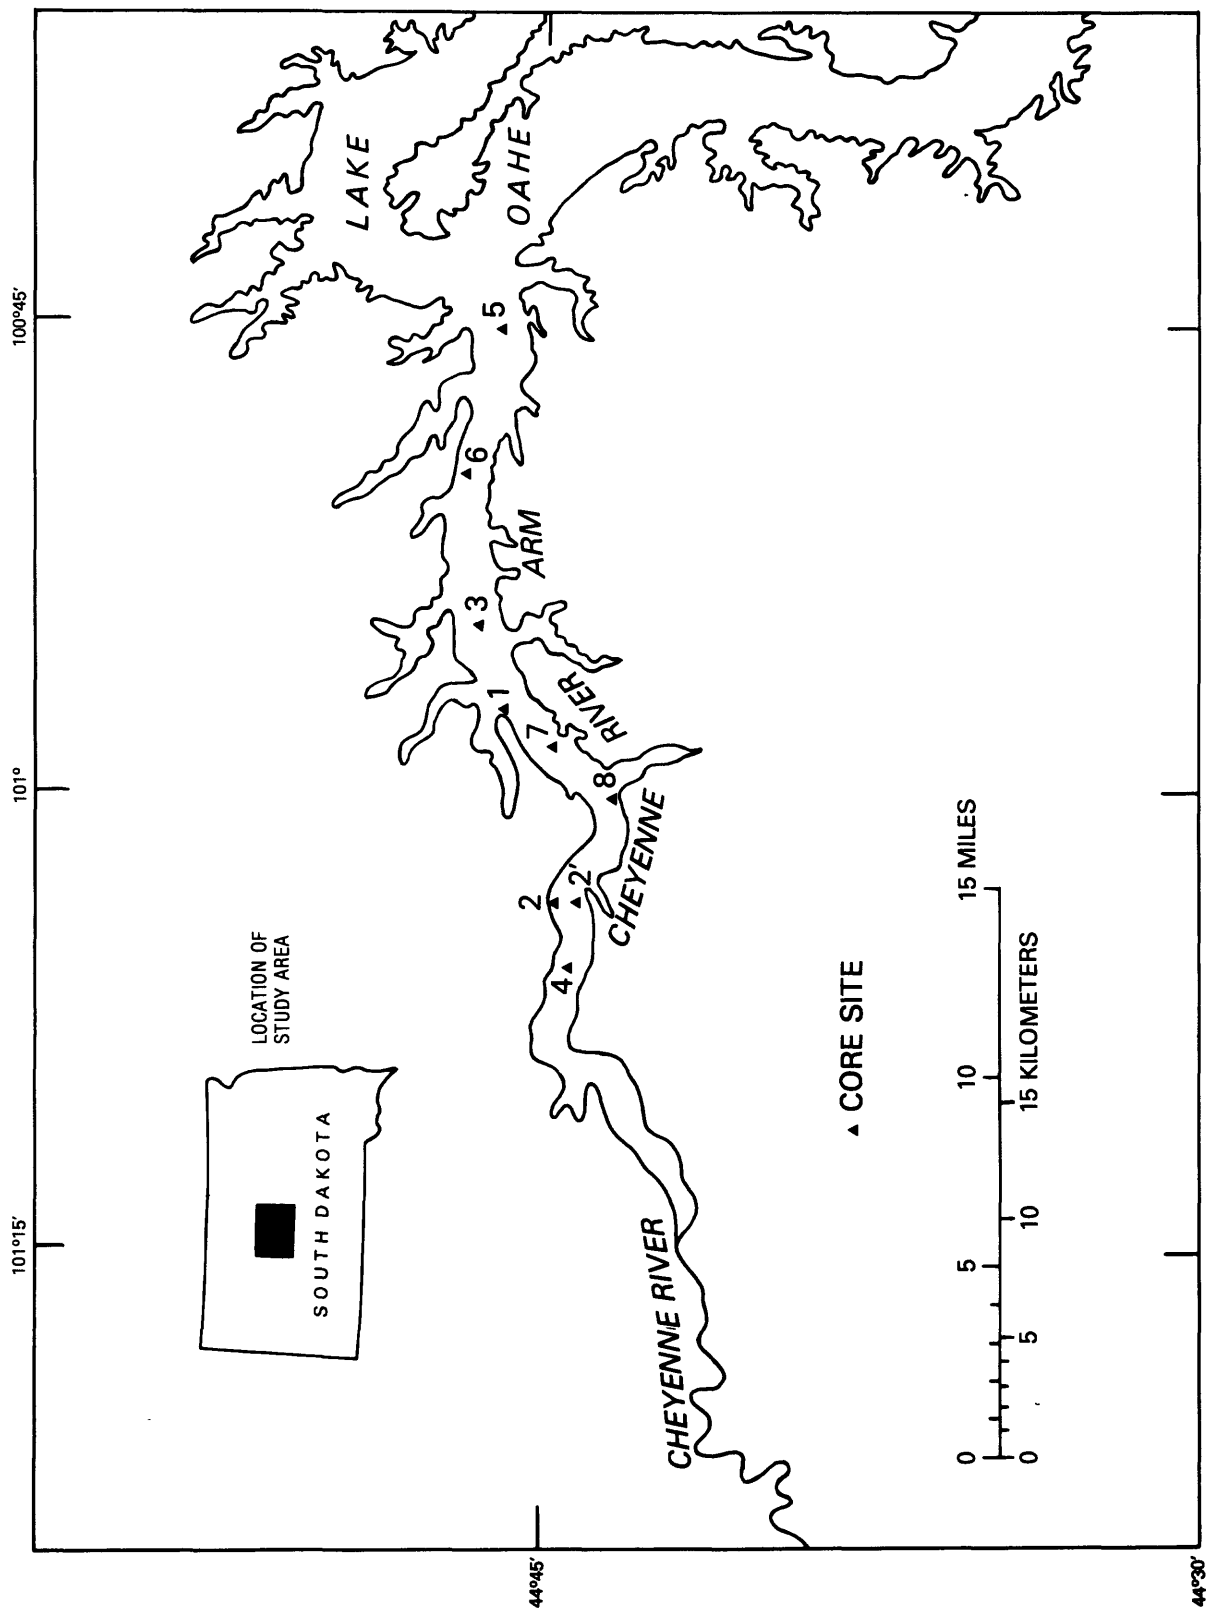 101°15′
101°
100°45′
44°45′
44°30′
LOCATION OF
STUDY AREA
SOUTH DAKOTA
LAKE
OAHE
5
6
3
1
7
8
2
2′
4
ARM
RIVER
CHEYENNE
CHEYENNE RIVER
▲ CORE SITE
0 5 10 15 MILES
0 5 10 15 KILOMETERS